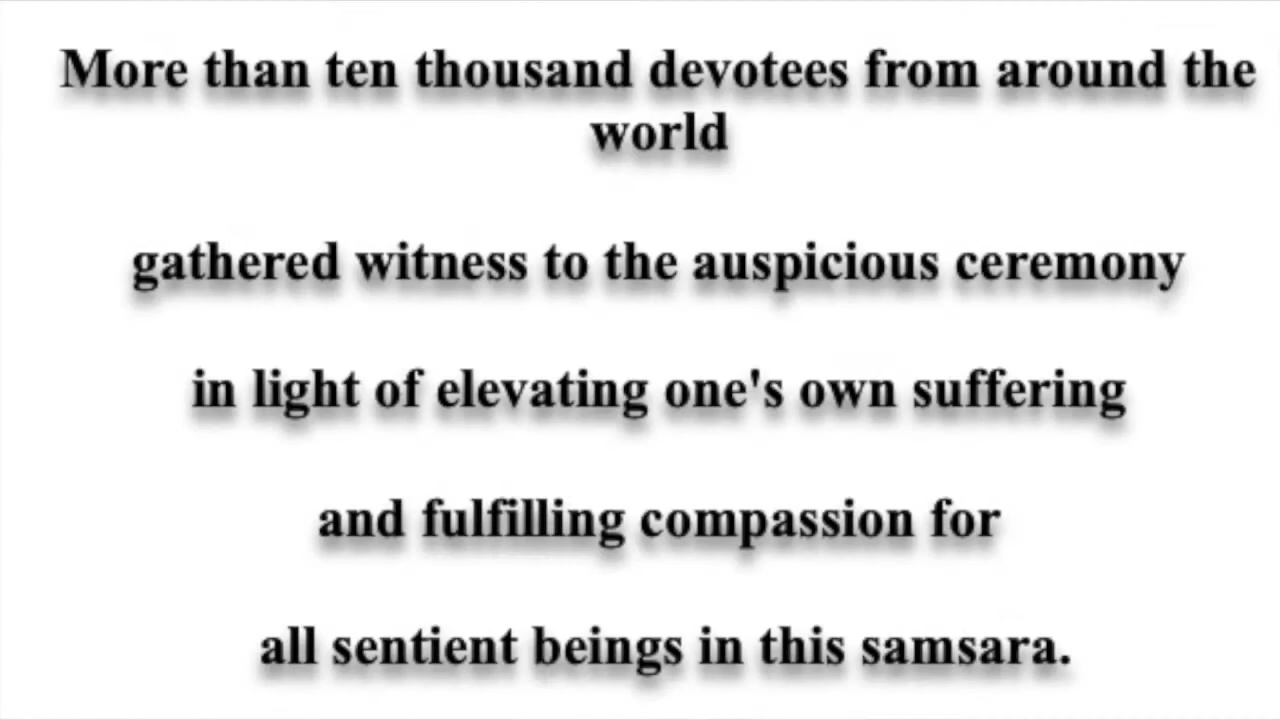 More than ten thousand devotees from around the
world
gathered witness to the auspicious ceremony
in light of elevating one's own suffering
and fulfilling compassion for
all sentient beings in this samsara.